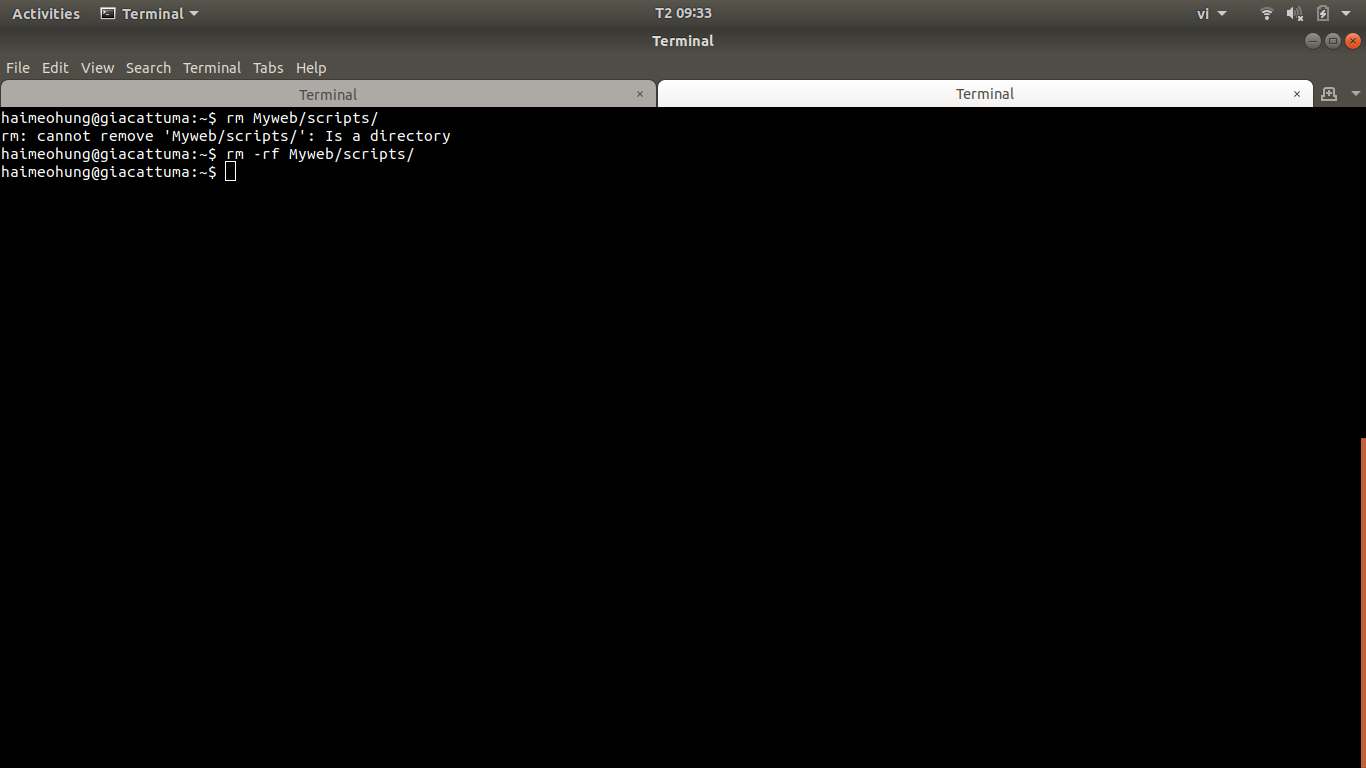 Activities Terminal T2 09:33 vi
Terminal
File Edit View Search Terminal Tabs Help
Terminal × Terminal ×
haimeohung@giacattuma:~$ rm Myweb/scripts/
rm: cannot remove 'Myweb/scripts/': Is a directory
haimeohung@giacattuma:~$ rm -rf Myweb/scripts/
haimeohung@giacattuma:~$